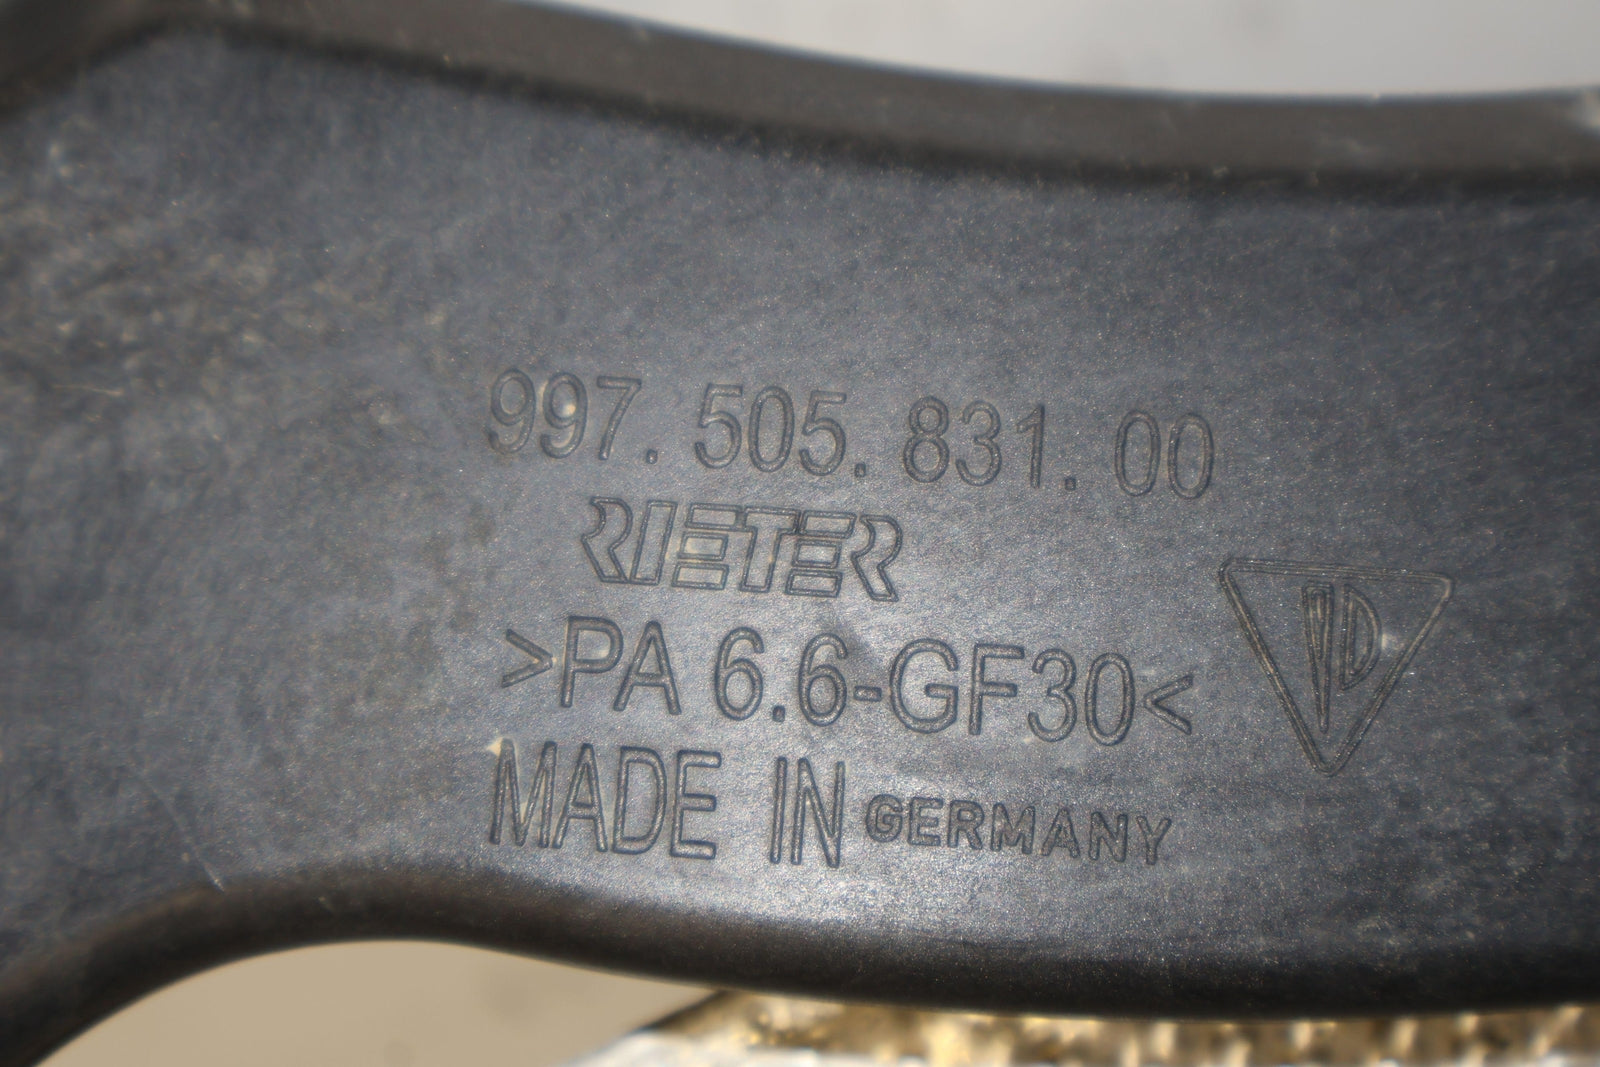 997.505.831.00
RIETER
>PA 6.6-GF30<
MADE IN GERMANY